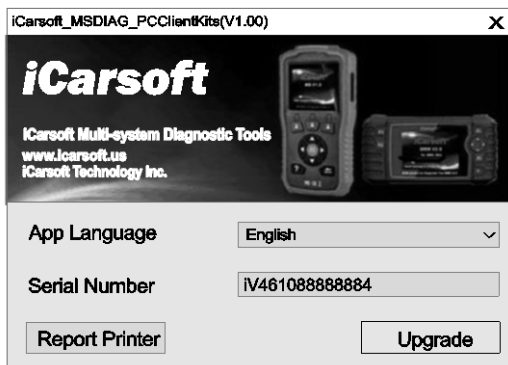 iCarsoft_MSDIAG_PCClientKits(V1.00) X
iCarsoft
iCarsoft Multi-system Diagnostic Tools
www.icarsoft.us
iCarsoft Technology Inc.
App Language English
Serial Number iV461088888884
Report Printer Upgrade